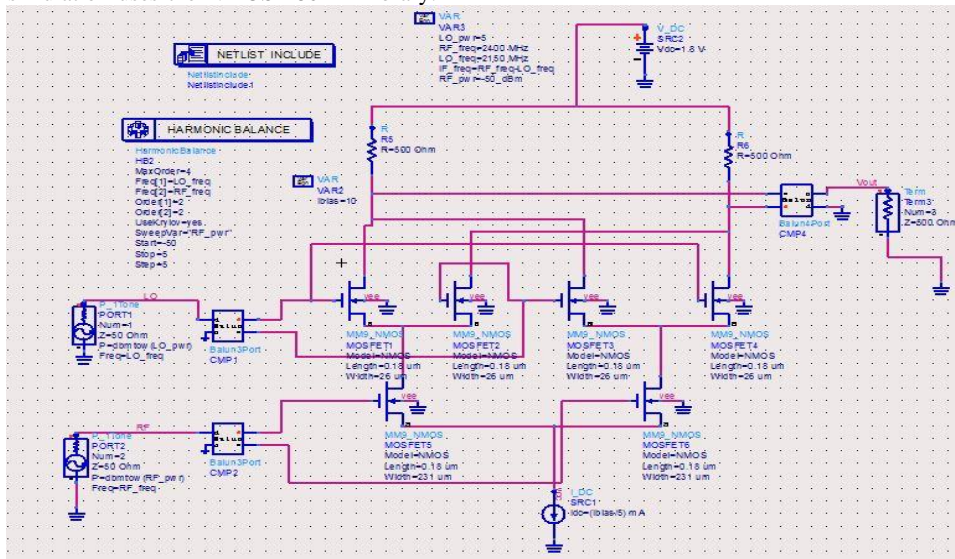 VAR
VAR3
LO_pwr=5
RF_freq=2400 MHz
LO_freq=2150 MHz
IF_freq=RF_freq-LO_freq
RF_pwr=-50_dBm
V_DC
SRC2
Vdc=1.8 V
NETLIST INCLUDE
NetlistInclude
NetlistInclude1
HARMONIC BALANCE
HarmonicBalance
HB2
MaxOrder=4
Freq[1]=LO_freq
Freq[2]=RF_freq
Order[1]=2
Order[2]=2
UseKrylov=yes
SweepVar="RF_pwr"
Start=-50
Stop=5
Step=5
VAR
VAR2
Ibias=10
R
R5
R=500 Ohm
R
R6
R=500 Ohm
Balun4Port
CMP4
Vout
Term
Term3
Num=3
Z=500 Ohm
LO
P_1Tone
PORT1
Num=1
Z=50 Ohm
P=dbmtow (LO_pwr)
Freq=LO_freq
Balun3Port
CMP1
vee
MM9_NMOS
MOSFET1
Model=NMOS
Length=0.18 um
Width=26 um
vee
MM9_NMOS
MOSFET2
Model=NMOS
Length=0.18 um
Width=26 um
vee
MM9_NMOS
MOSFET3
Model=NMOS
Length=0.18 um
Width=26 um
vee
MM9_NMOS
MOSFET4
Model=NMOS
Length=0.18 um
Width=26 um
RF
P_1Tone
PORT2
Num=2
Z=50 Ohm
P=dbmtow (RF_pwr)
Freq=RF_freq
Balun3Port
CMP2
vee
MM9_NMOS
MOSFET5
Model=NMOS
Length=0.18 um
Width=231 um
vee
MM9_NMOS
MOSFET6
Model=NMOS
Length=0.18 um
Width=231 um
I_DC
SRC1
Idc=(Ibias/5) mA